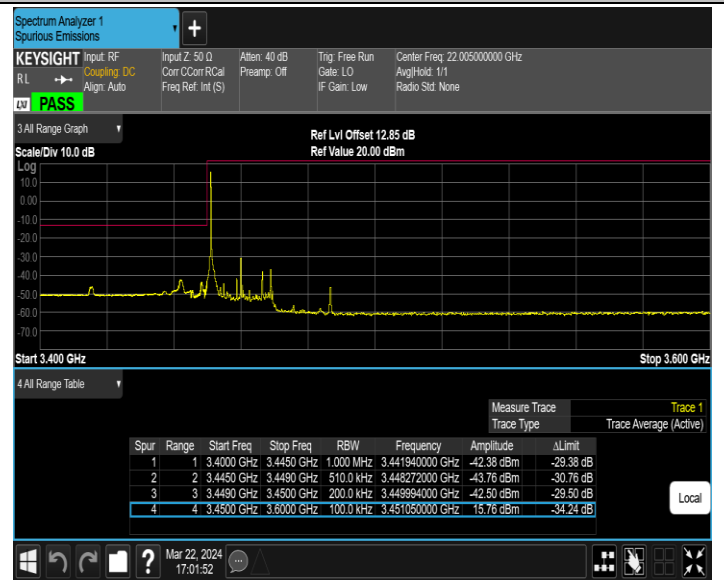 Spectrum Analyzer 1
Spurious Emissions
+
KEYSIGHT Input: RF Input Z: 50 Ω Atten: 40 dB Trig: Free Run Center Freq: 22.005000000 GHz
RL Coupling: DC Corr CCorr RCal Preamp: Off Gate: LO Avg|Hold: 1/1
Align: Auto Freq Ref: Int (S) IF Gain: Low Radio Std: None
LXI PASS
3 All Range Graph
Ref Lvl Offset 12.85 dB
Scale/Div 10.0 dB Ref Value 20.00 dBm
Log
10.0
0.00
-10.0
-20.0
-30.0
-40.0
-50.0
-60.0
-70.0
Start 3.400 GHz Stop 3.600 GHz
4 All Range Table
Measure Trace Trace 1
Trace Type Trace Average (Active)
Spur Range Start Freq Stop Freq RBW Frequency Amplitude ΔLimit
1 1 3.4000 GHz 3.4450 GHz 1.000 MHz 3.441940000 GHz -42.38 dBm -29.38 dB
2 2 3.4450 GHz 3.4490 GHz 510.0 kHz 3.448272000 GHz -43.76 dBm -30.76 dB
3 3 3.4490 GHz 3.4500 GHz 200.0 kHz 3.449994000 GHz -42.50 dBm -29.50 dB
4 4 3.4500 GHz 3.6000 GHz 100.0 kHz 3.451050000 GHz 15.76 dBm -34.24 dB
Local
? Mar 22, 2024
17:01:52